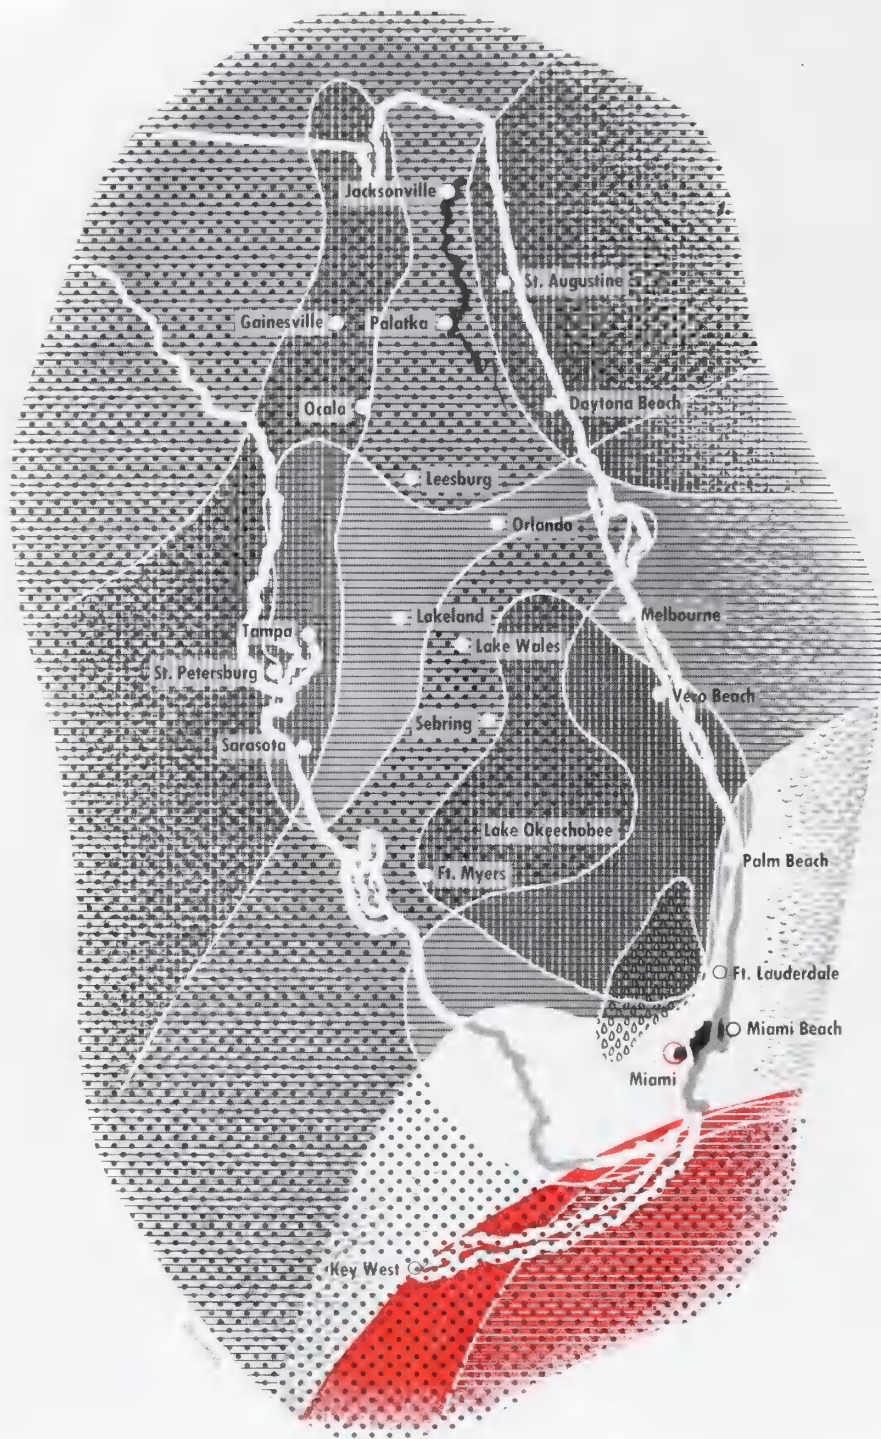 Jacksonville
St. Augustine
Gainesville
Palatka
Ocala
Daytona Beach
Leesburg
Orlando
Lakeland
Melbourne
Tampa
Lake Wales
St. Petersburg
Vero Beach
Sebring
Sarasota
Lake Okeechobee
Palm Beach
Ft. Myers
Ft. Lauderdale
Miami Beach
Miami
Key West